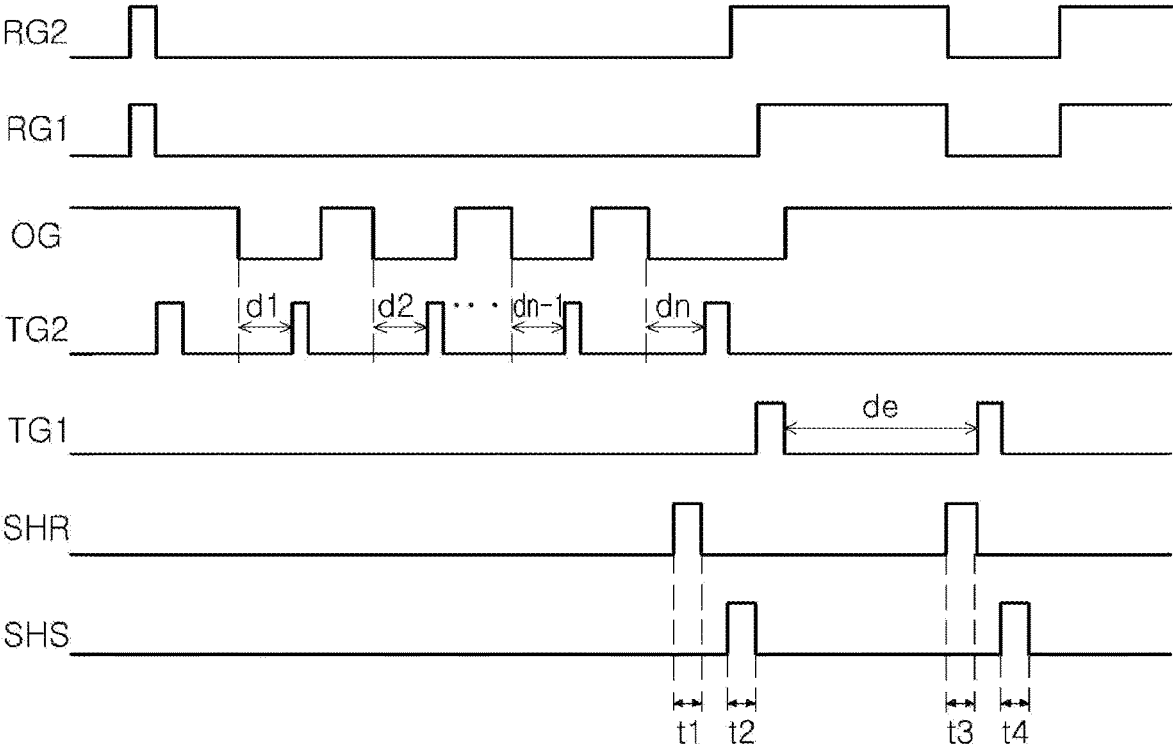 RG2
RG1
OG
TG2 d1 d2 ··· dn-1 dn
TG1 de
SHR
SHS
t1 t2 t3 t4